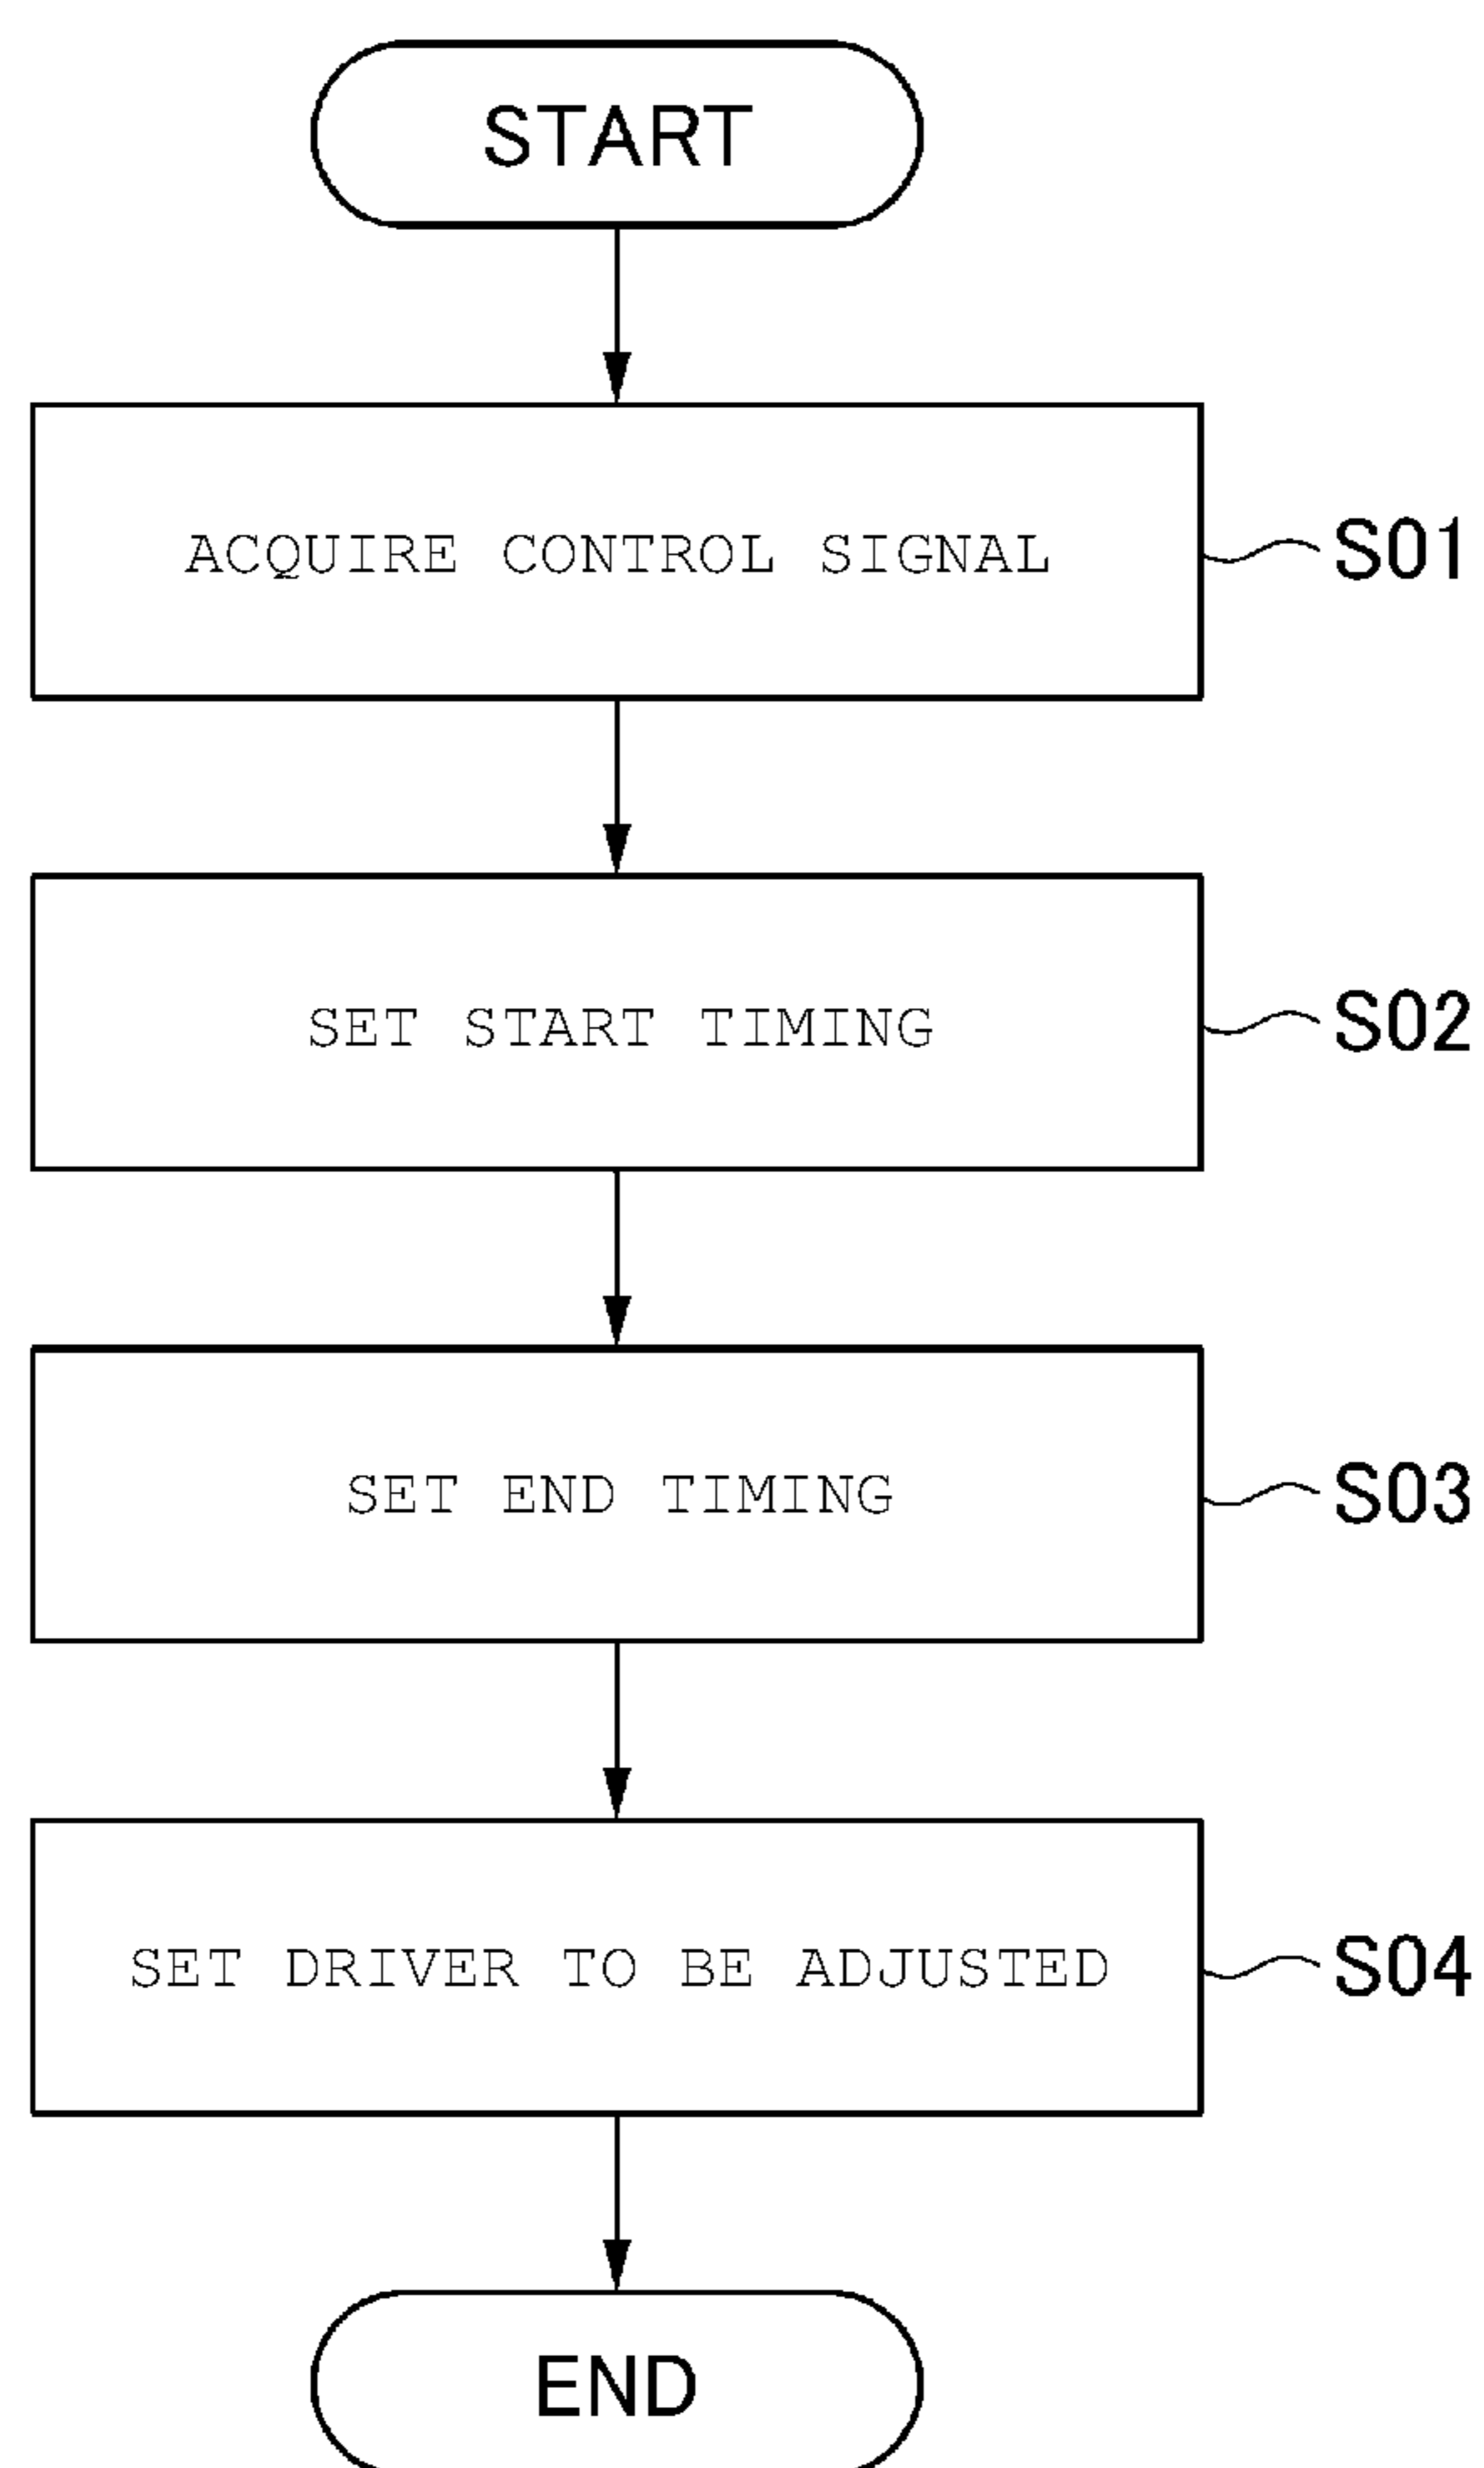 START
ACQUIRE CONTROL SIGNAL
S01
SET START TIMING
S02
SET END TIMING
S03
SET DRIVER TO BE ADJUSTED
S04
END